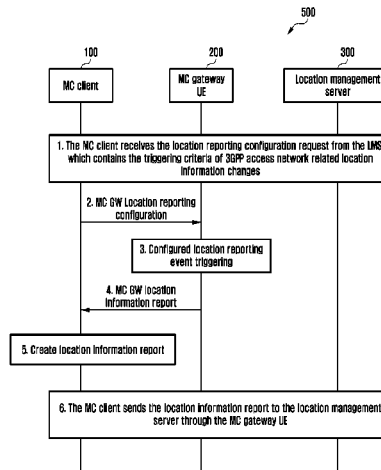 500
100
200
300
MC client
MC gateway
UE
Location management
server
1. The MC client receives the location reporting configuration request from the LMS
which contains the triggering criteria of 3GPP access network related location
information changes
2. MC GW Location reporting
configuration
3. Configured location reporting
event triggering
4. MC GW location
information report
5. Create location information report
6. The MC client sends the location information report to the location management
server through the MC gateway UE